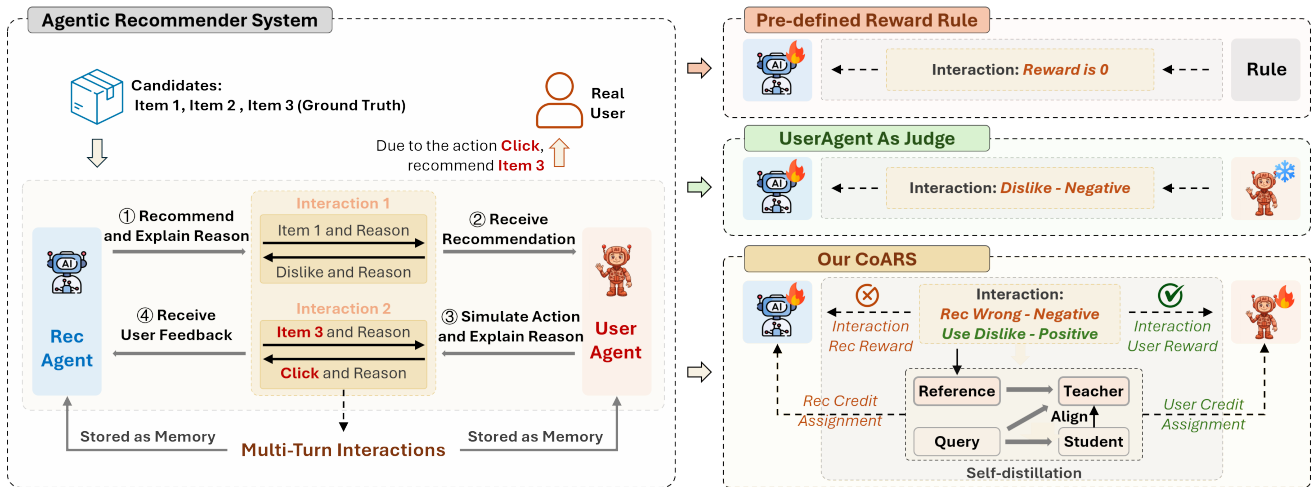 Agentic Recommender System
Candidates:
Item 1, Item 2 , Item 3 (Ground Truth)
Real
User
Due to the action Click,
recommend Item 3
① Recommend
and Explain Reason
Interaction 1
Item 1 and Reason
Dislike and Reason
② Receive
Recommendation
AI
Rec
Agent
④ Receive
User Feedback
Interaction 2
Item 3 and Reason
Click and Reason
③ Simulate Action
and Explain Reason
User
Agent
Stored as Memory
Multi-Turn Interactions
Stored as Memory
Pre-defined Reward Rule
AI
Interaction: Reward is 0
Rule
UserAgent As Judge
AI
Interaction: Dislike - Negative
Our CoARS
AI
Interaction
Rec Reward
Interaction:
Rec Wrong - Negative
Use Dislike - Positive
Interaction
User Reward
Rec Credit
Assignment
Reference
Teacher
Align
Query
Student
User Credit
Assignment
Self-distillation